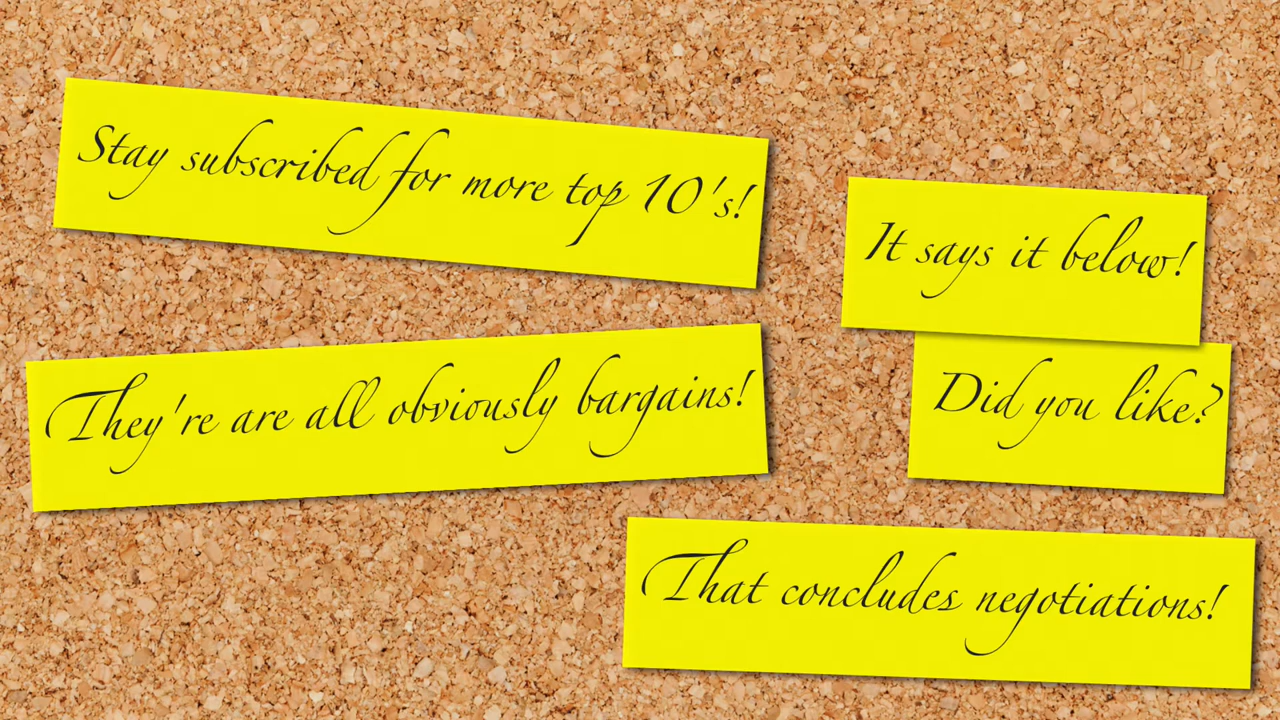 Stay subscribed for more top 10's!
It says it below!
They're are all obviously bargains!
Did you like?
That concludes negotiations!